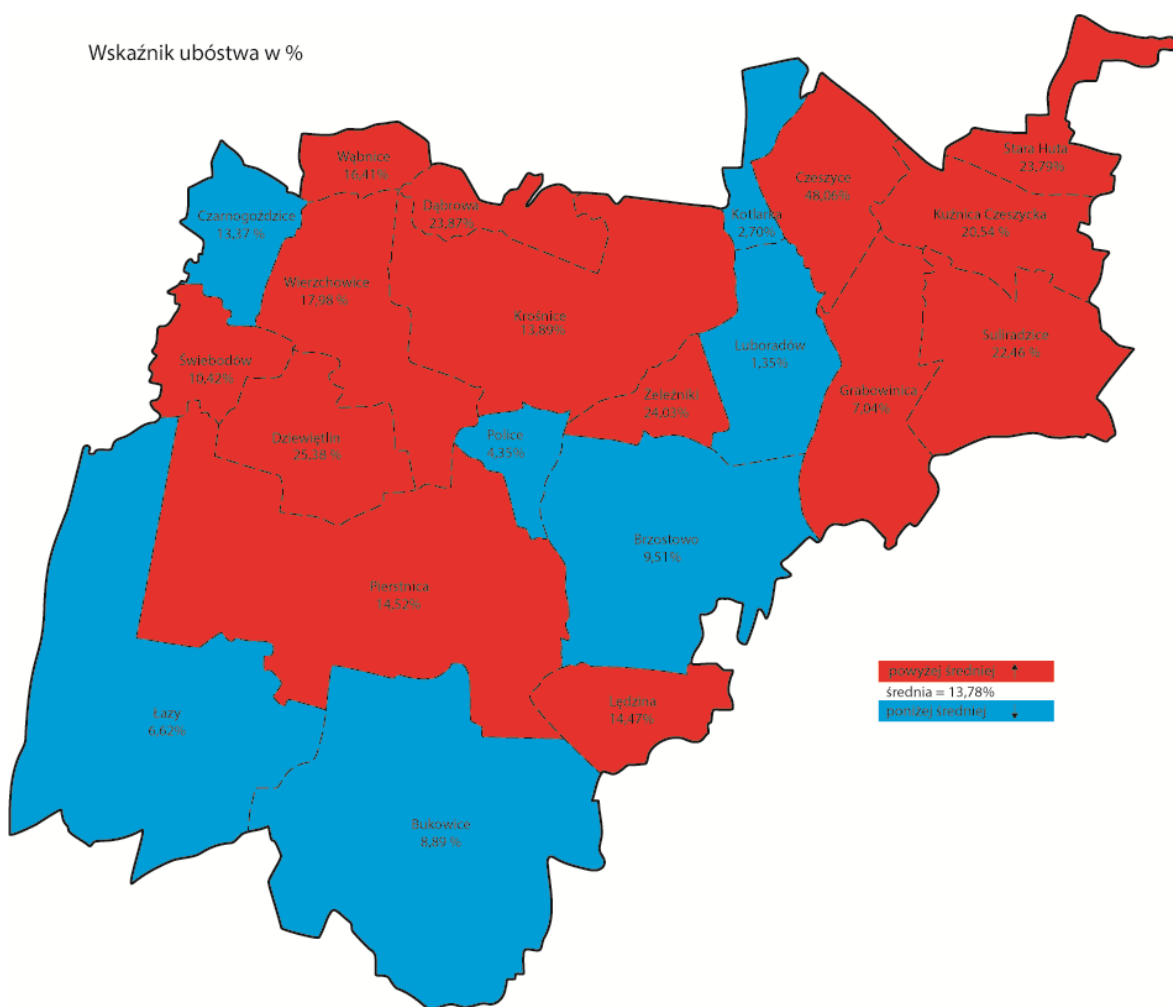 Wskaźnik ubóstwa w %
Stara Huta
23,79%
Wąbnice
16,41%
Czeszyce
48,06%
Dąbrowa
23,87%
Czarnogoździce
13,37 %
Kotlarka
2,70%
Kuźnica Czeszycka
20,54 %
Wierzchowice
17,98 %
Krośnice
13,89%
Luboradów
1,35%
Suliradzice
22,46 %
Świebodów
10,42%
Żeleźniki
24,03%
Grabownica
7,04%
Dziewiętlin
25,38 %
Police
4,35%
Brzostowo
9,51%
Pierstnica
14,52%
powyżej średniej
średnia = 13,78%
poniżej średniej
Łazy
6,62%
Lędzina
14,47%
Bukowice
8,89 %